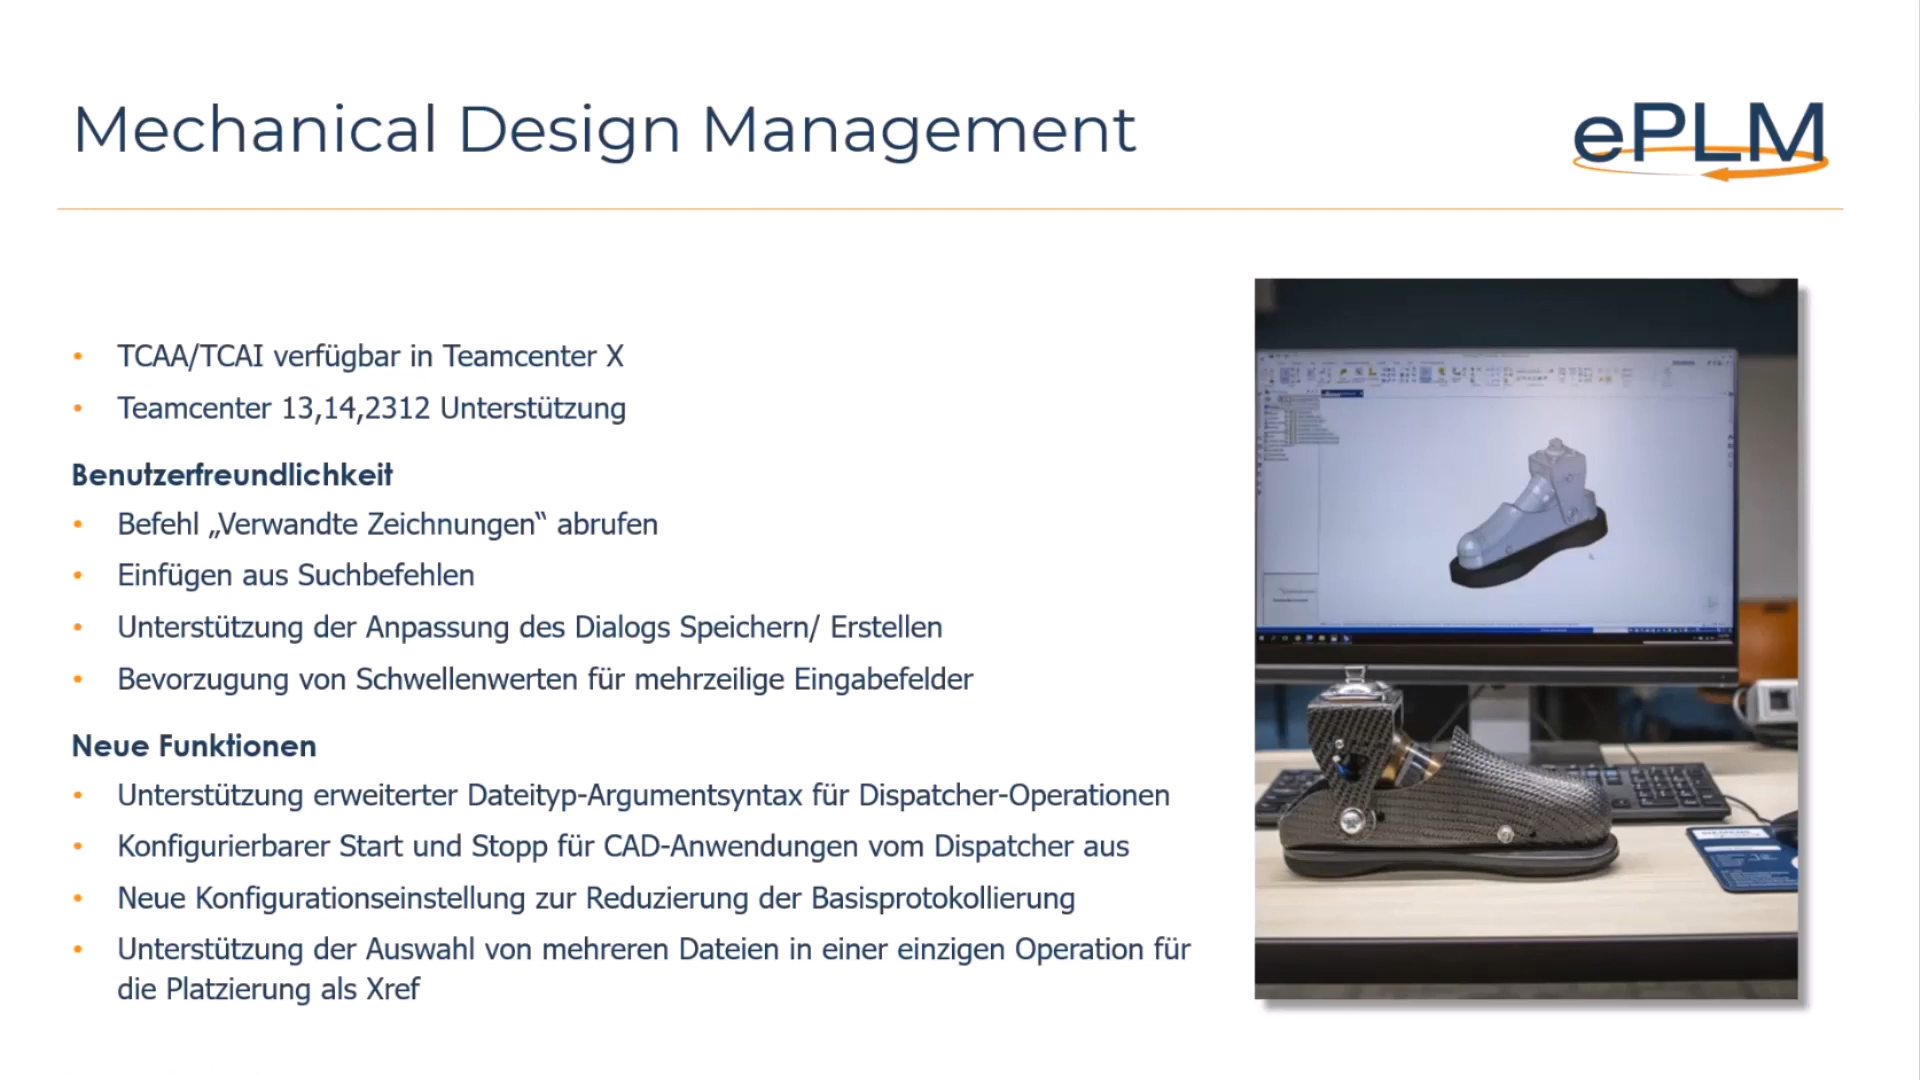 Mechanical Design Management
ePLM
• TCAA/TCAI verfügbar in Teamcenter X
• Teamcenter 13,14,2312 Unterstützung
Benutzerfreundlichkeit
• Befehl „Verwandte Zeichnungen“ abrufen
• Einfügen aus Suchbefehlen
• Unterstützung der Anpassung des Dialogs Speichern/ Erstellen
• Bevorzugung von Schwellenwerten für mehrzeilige Eingabefelder
Neue Funktionen
• Unterstützung erweiterter Dateityp-Argumentsyntax für Dispatcher-Operationen
• Konfigurierbarer Start und Stopp für CAD-Anwendungen vom Dispatcher aus
• Neue Konfigurationseinstellung zur Reduzierung der Basisprotokollierung
• Unterstützung der Auswahl von mehreren Dateien in einer einzigen Operation für
die Platzierung als Xref